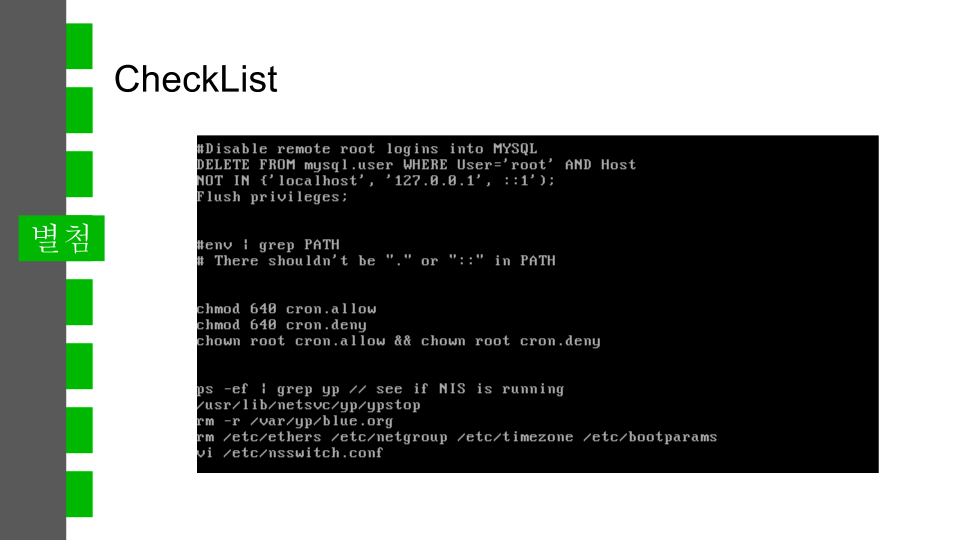 CheckList
별첨
#Disable remote root logins into MYSQL
DELETE FROM mysql.user WHERE User='root' AND Host
NOT IN {'localhost', '127.0.0.1', ::1');
Flush privileges;
#env | grep PATH
# There shouldn't be "." or "::" in PATH
chmod 640 cron.allow
chmod 640 cron.deny
chown root cron.allow && chown root cron.deny
ps -ef | grep yp // see if NIS is running
/usr/lib/netsvc/yp/ypstop
rm -r /var/yp/blue.org
rm /etc/ethers /etc/netgroup /etc/timezone /etc/bootparams
vi /etc/nsswitch.conf